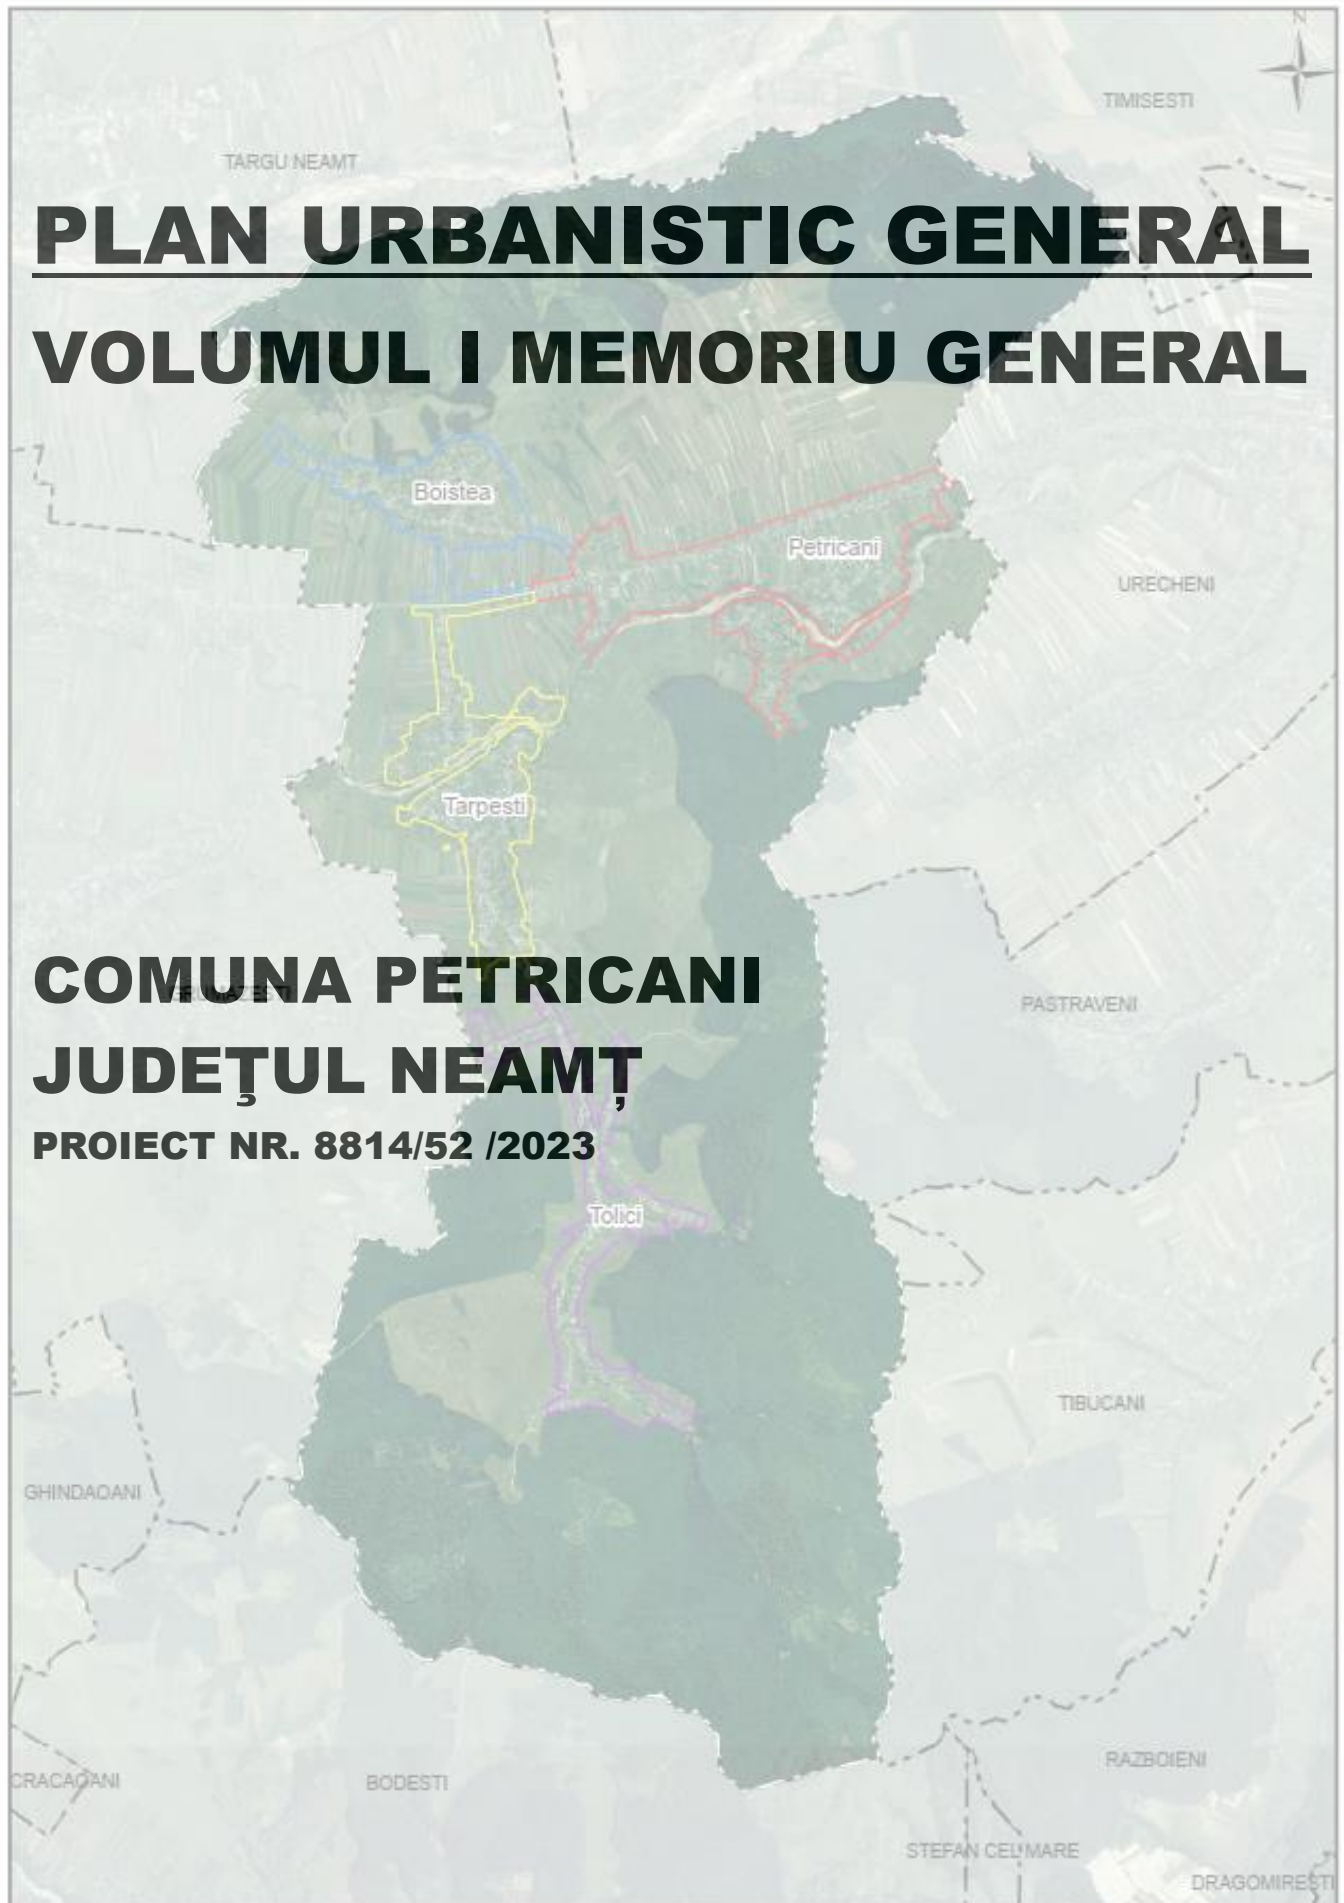 N
TIMISESTI
TARGU NEAMT
PLAN URBANISTIC GENERAL
VOLUMUL I MEMORIU GENERAL
Boistea
Petricani
URECHENI
Tarpesti
COMUNA PETRICANI
GRUMAZESTI
PASTRAVENI
JUDEŢUL NEAMȚ
PROIECT NR. 8814/52 /2023
Tolici
TIBUCANI
GHINDAOANI
RAZBOIENI
CRACAOANI
BODESTI
STEFAN CEL MARE
DRAGOMIRESTI